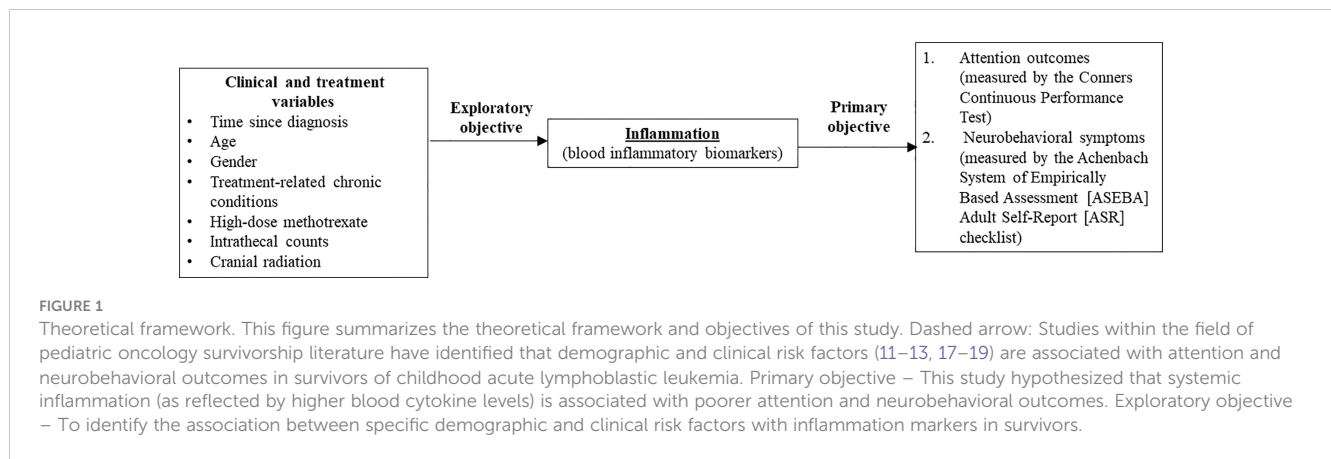 Clinical and treatment
variables
• Time since diagnosis
• Age
• Gender
• Treatment-related chronic
conditions
• High-dose methotrexate
• Intrathecal counts
• Cranial radiation
Exploratory
objective
Inflammation
(blood inflammatory biomarkers)
Primary
objective
1. Attention outcomes
(measured by the Conners
Continuous Performance
Test)
2. Neurobehavioral symptoms
(measured by the Achenbach
System of Empirically
Based Assessment [ASEBA]
Adult Self-Report [ASR]
checklist)
FIGURE 1
Theoretical framework. This figure summarizes the theoretical framework and objectives of this study. Dashed arrow: Studies within the field of
pediatric oncology survivorship literature have identified that demographic and clinical risk factors (11–13, 17–19) are associated with attention and
neurobehavioral outcomes in survivors of childhood acute lymphoblastic leukemia. Primary objective – This study hypothesized that systemic
inflammation (as reflected by higher blood cytokine levels) is associated with poorer attention and neurobehavioral outcomes. Exploratory objective
– To identify the association between specific demographic and clinical risk factors with inflammation markers in survivors.